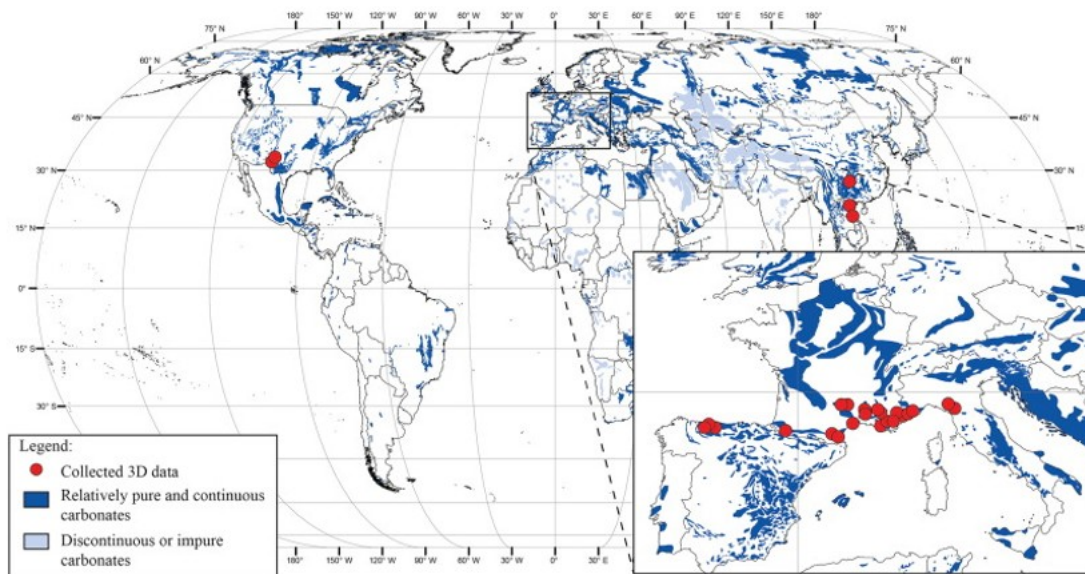 180° 150° 120° 90° 60° 30° 0° 30°E 60°E 90°E 120°E 150°E 180°
75° N 75° N
60° N 60° N
45° N 45° N
30° N 30° N
15° N 15° N
0°
15° S
30° S
180° 150°W 120°W 90°W 60°W 30°W 0° 30°E
Legend:
Collected 3D data
Relatively pure and continuous
carbonates
Discontinuous or impure
carbonates